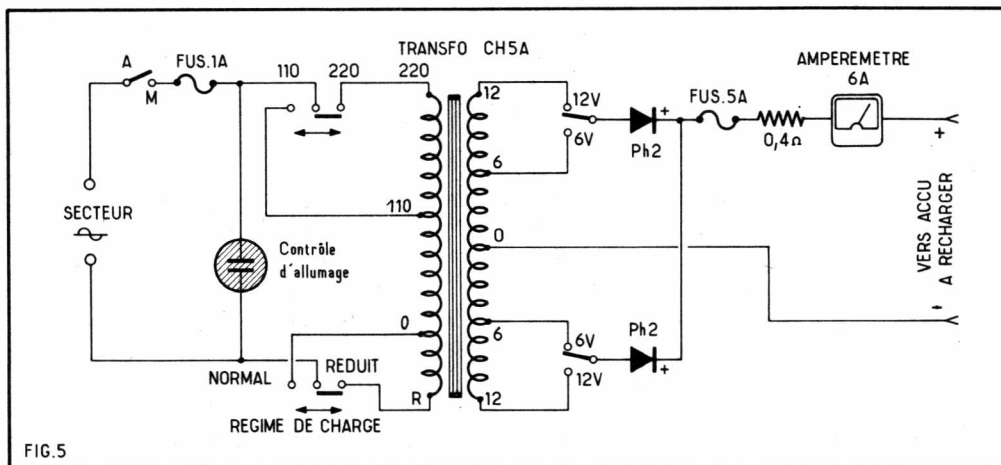 TRANSFO CH5A
AMPEREMETRE
6A
A
FUS.1A
M
110
220
220
12
12V
6V
Ph2
+
FUS.5A
0,4Ω
+
6
110
SECTEUR
Contrôle
d'allumage
0
VERS ACCU
A RECHARGER
-
0
6
6V
12V
Ph2
+
NORMAL
REDUIT
R
12
REGIME DE CHARGE
FIG.5